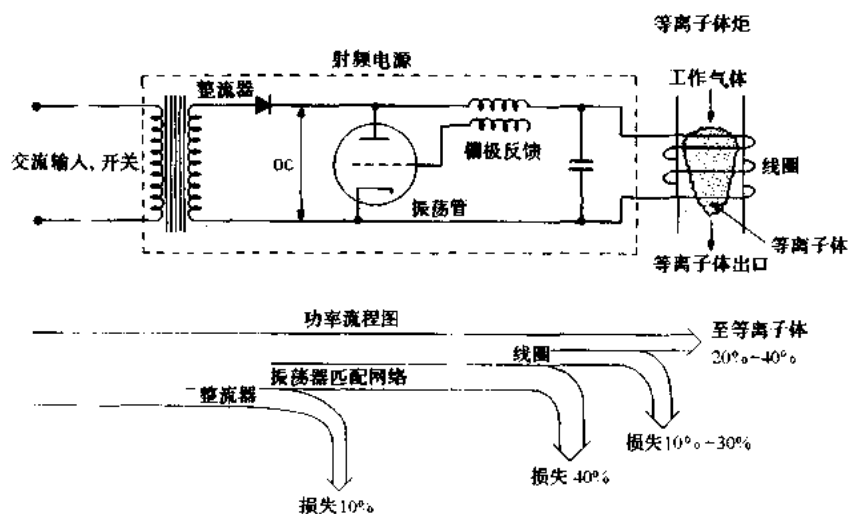 等离子体炬
射频电源
工作气体
整流器
交流输入,开关
DC
栅极反馈
线圈
振荡管
等离子体
等离子体出口
功率流程图
至等离子体
20%~40%
线圈
振荡器匹配网络
整流器
损失10%~30%
损失40%
损失10%